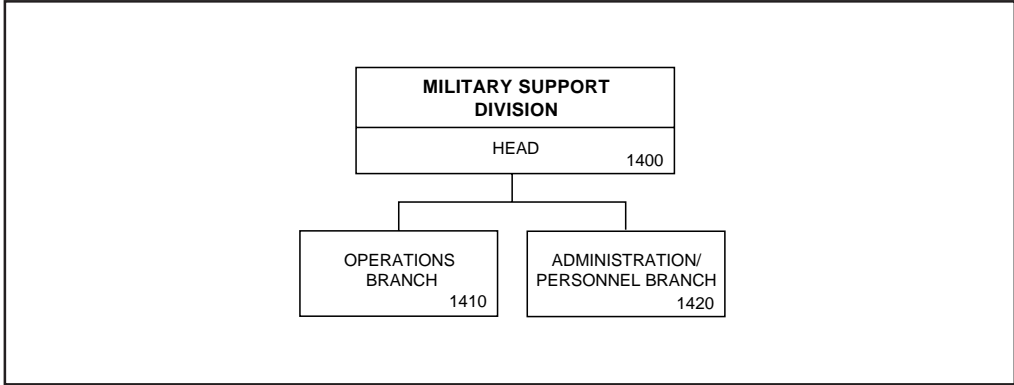 MILITARY SUPPORT
DIVISION
HEAD
1400
OPERATIONS
BRANCH
1410
ADMINISTRATION/
PERSONNEL BRANCH
1420